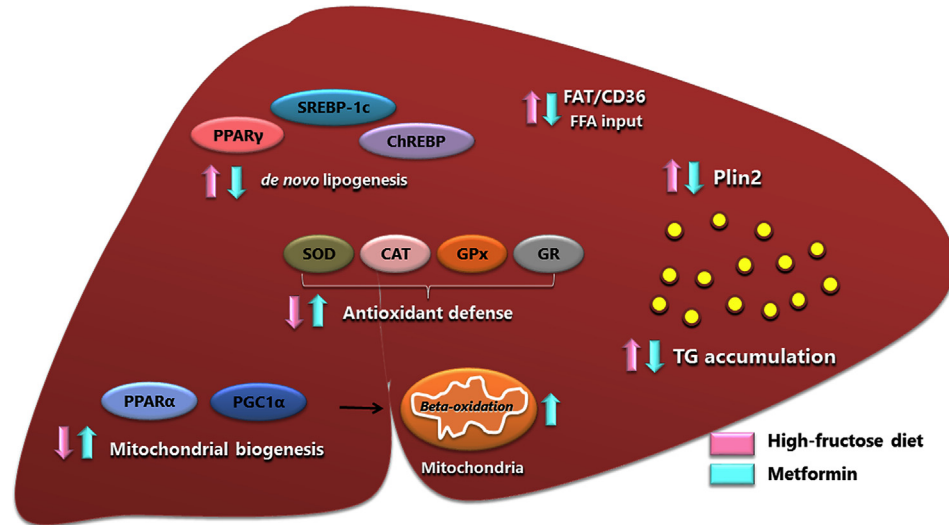 SREBP-1c
PPARγ
ChREBP
de novo lipogenesis
FAT/CD36
FFA input
Plin2
SOD
CAT
GPx
GR
Antioxidant defense
TG accumulation
PPARα
PGC1α
Beta-oxidation
Mitochondrial biogenesis
Mitochondria
High-fructose diet
Metformin